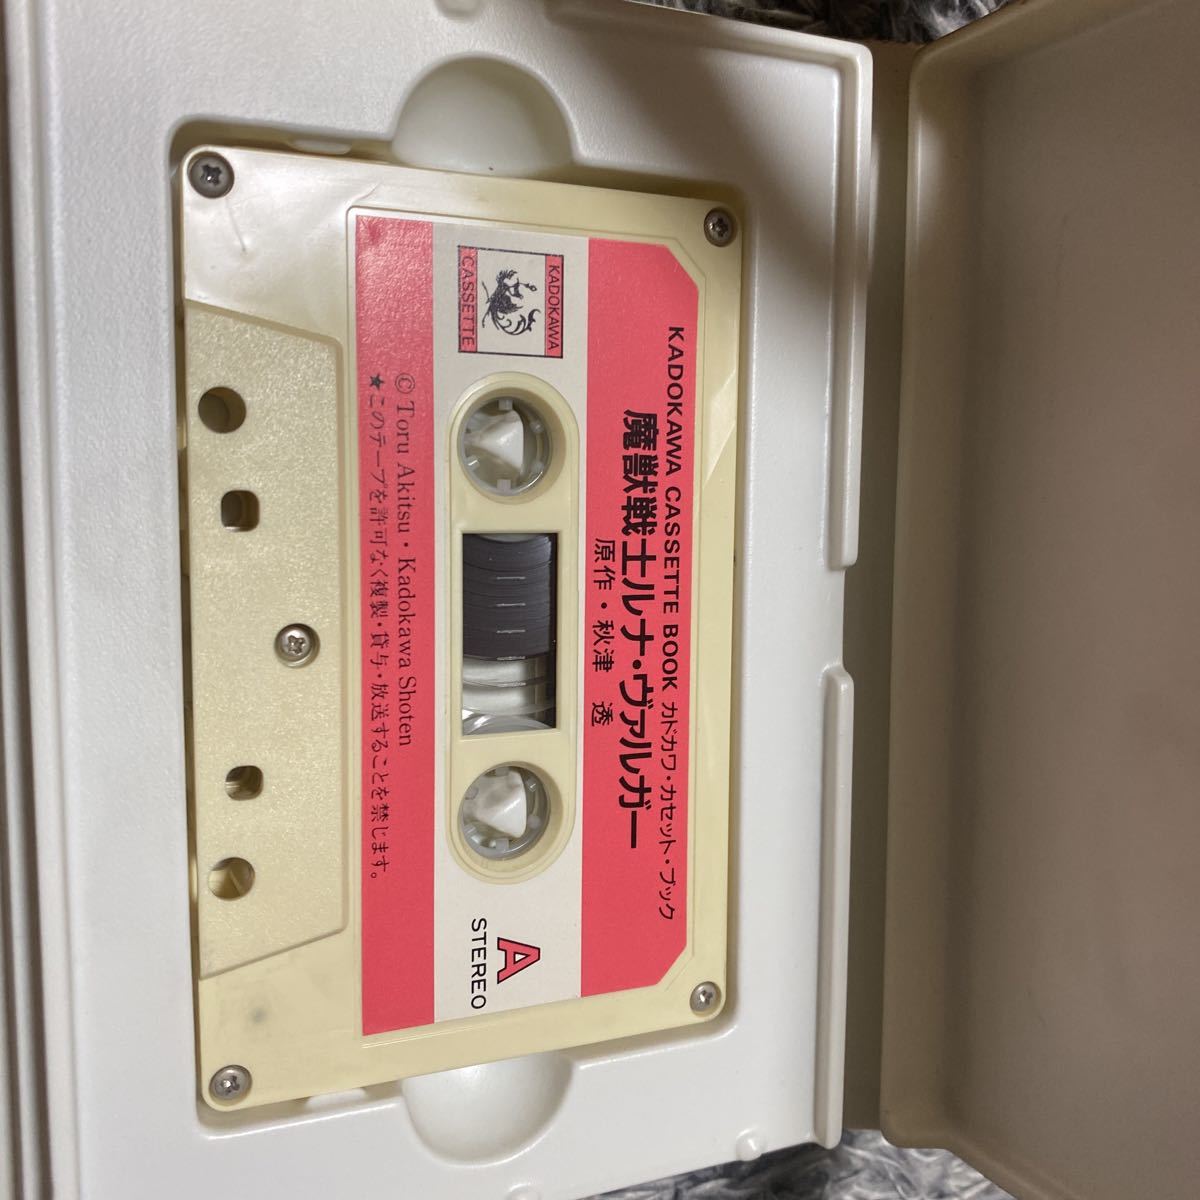 KADOKAWA CASSETTE BOOK カドカワ・カセット・ブック
魔獣戦士ルナ・ヴァルガー
原作・秋津 透
KADOKAWA
CASSETTE
A
STEREO
© Toru Akitsu・Kadokawa Shoten
★このテープを許可なく複製・貸与・放送することを禁じます。